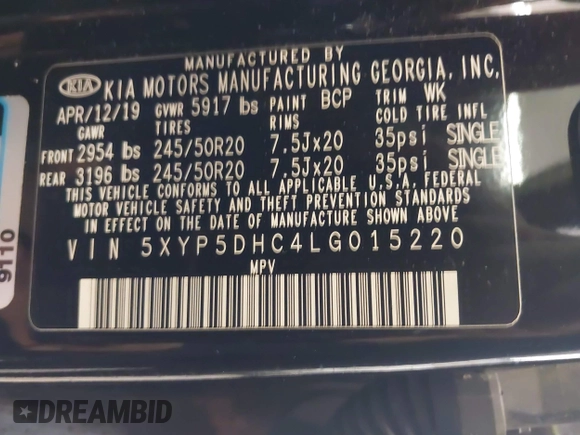 MANUFACTURED BY
KIA KIA MOTORS MANUFACTURING GEORGIA, INC.
APR/12/19 GVWR 5917 lbs PAINT BCP TRIM WK
GAWR TIRES RIMS COLD TIRE INFL
FRONT 2954 lbs 245/50R20 7.5Jx20 35psi SINGLE
REAR 3196 lbs 245/50R20 7.5Jx20 35psi SINGLE
THIS VEHICLE CONFORMS TO ALL APPLICABLE U.S.A. FEDERAL
MOTOR VEHICLE SAFETY AND THEFT PREVENTION STANDARDS
IN EFFECT ON THE DATE OF MANUFACTURE SHOWN ABOVE
VIN 5XYP5DHC4LG015220
MPV
9110
DREAMBID